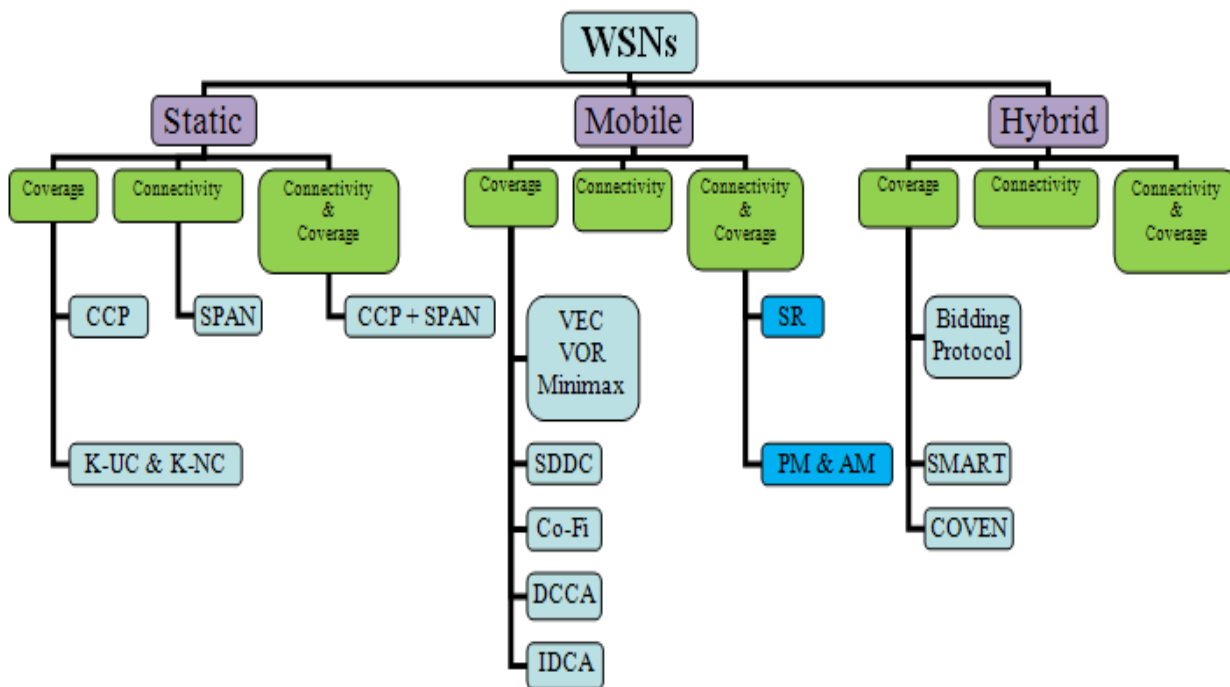 WSNs
Static
Mobile
Hybrid
Coverage
Connectivity
Connectivity
&
Coverage
Coverage
Connectivity
Connectivity
&
Coverage
Coverage
Connectivity
Connectivity
&
Coverage
CCP
SPAN
CCP + SPAN
VEC
VOR
Minimax
SR
Bidding
Protocol
K-UC & K-NC
SDDC
PM & AM
SMART
Co-Fi
COVEN
DCCA
IDCA